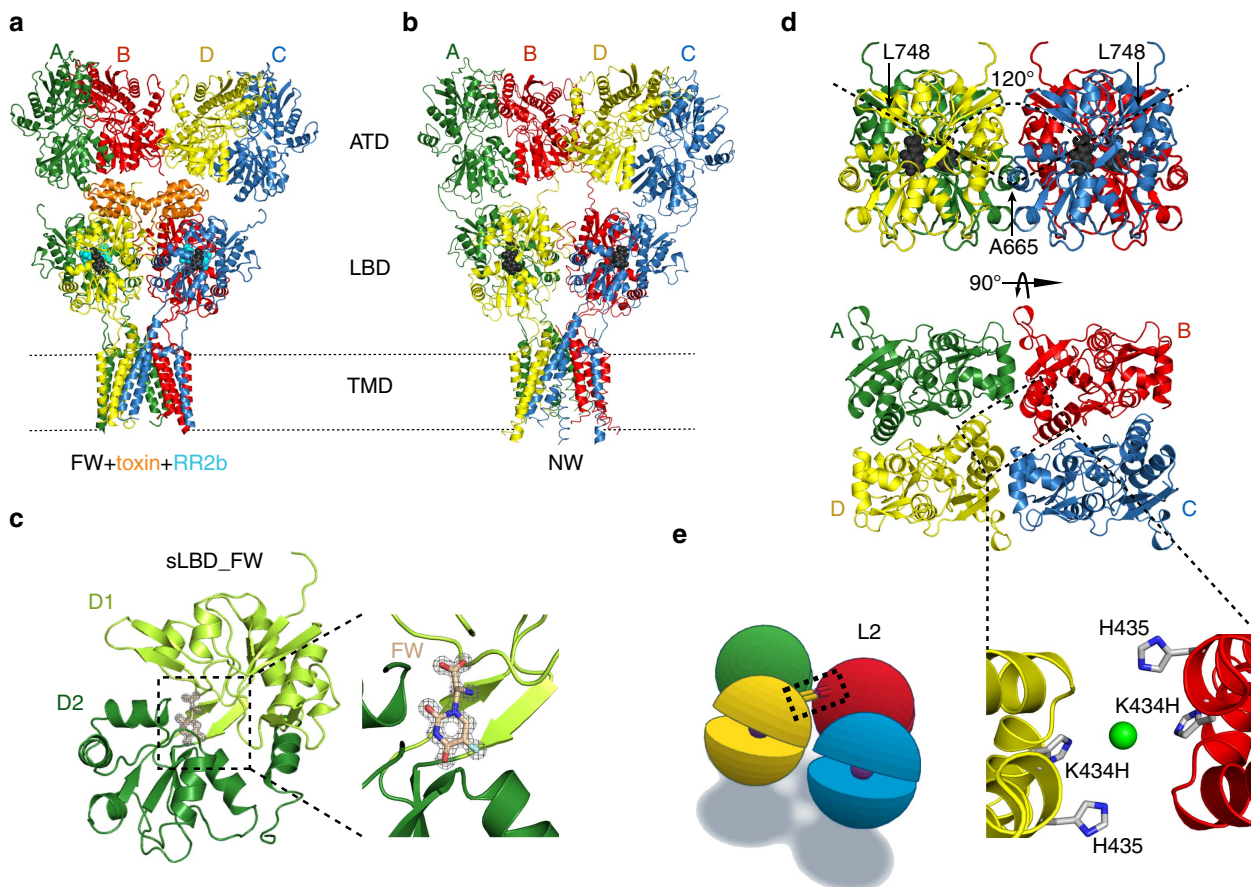 a
A B D C
b
A B D C
ATD
LBD
TMD
FW+toxin+RR2b
NW
c
sLBD_FW
D1
D2
FW
d
L748
120°
L748
A665
90°
A
B
D
C
e
L2
H435
K434H
K434H
H435